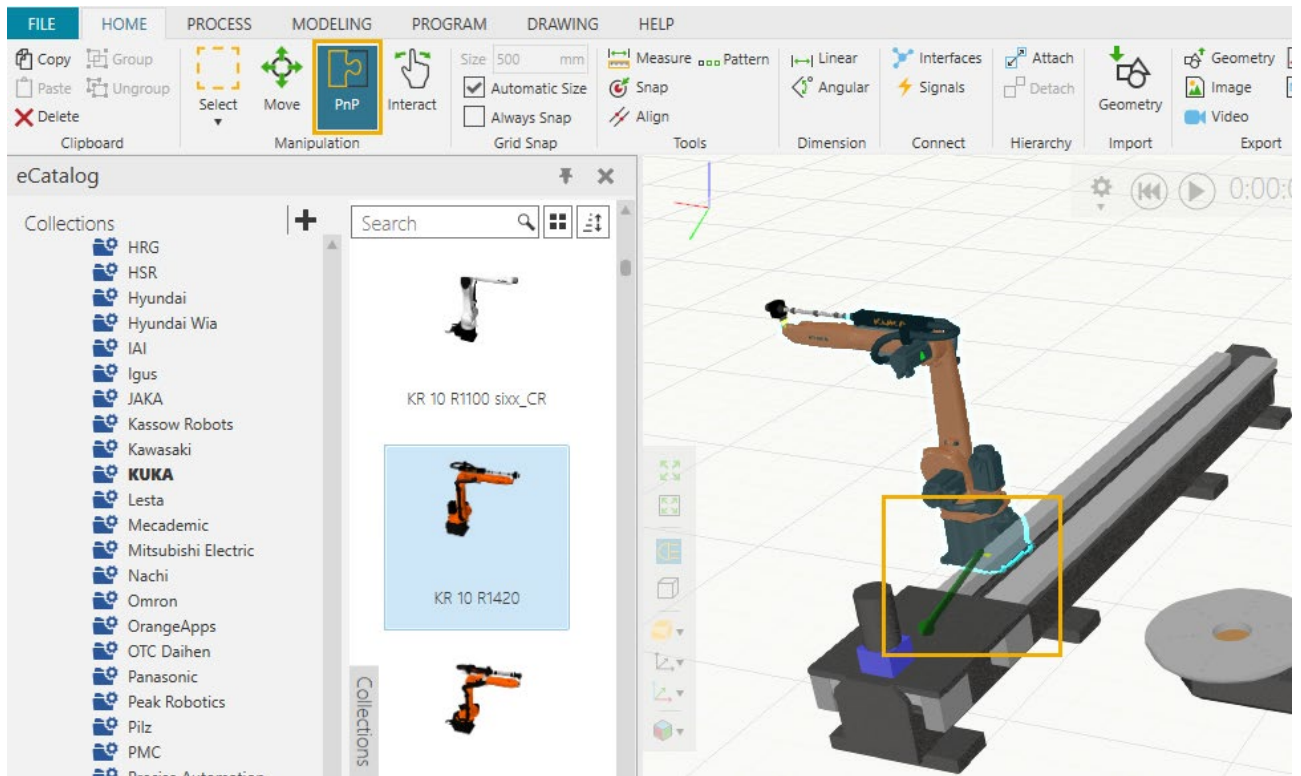 FILE HOME PROCESS MODELING PROGRAM DRAWING HELP
Copy Group
Paste Ungroup
Delete
Clipboard
Select Move PnP Interact
Manipulation
Size 500 mm
Automatic Size
Always Snap
Grid Snap
Measure Pattern
Snap
Align
Tools
Linear
Angular
Dimension
Interfaces
Signals
Connect
Attach
Detach
Hierarchy
Geometry
Import
Geometry
Image
Video
Export
eCatalog
Collections
HRG
HSR
Hyundai
Hyundai Wia
IAI
Igus
JAKA
Kassow Robots
Kawasaki
KUKA
Lesta
Mecademic
Mitsubishi Electric
Nachi
Omron
OrangeApps
OTC Daihen
Panasonic
Peak Robotics
Pilz
PMC
Search
KR 10 R1100 sixx_CR
KR 10 R1420
Collections
0:00:
KUKA